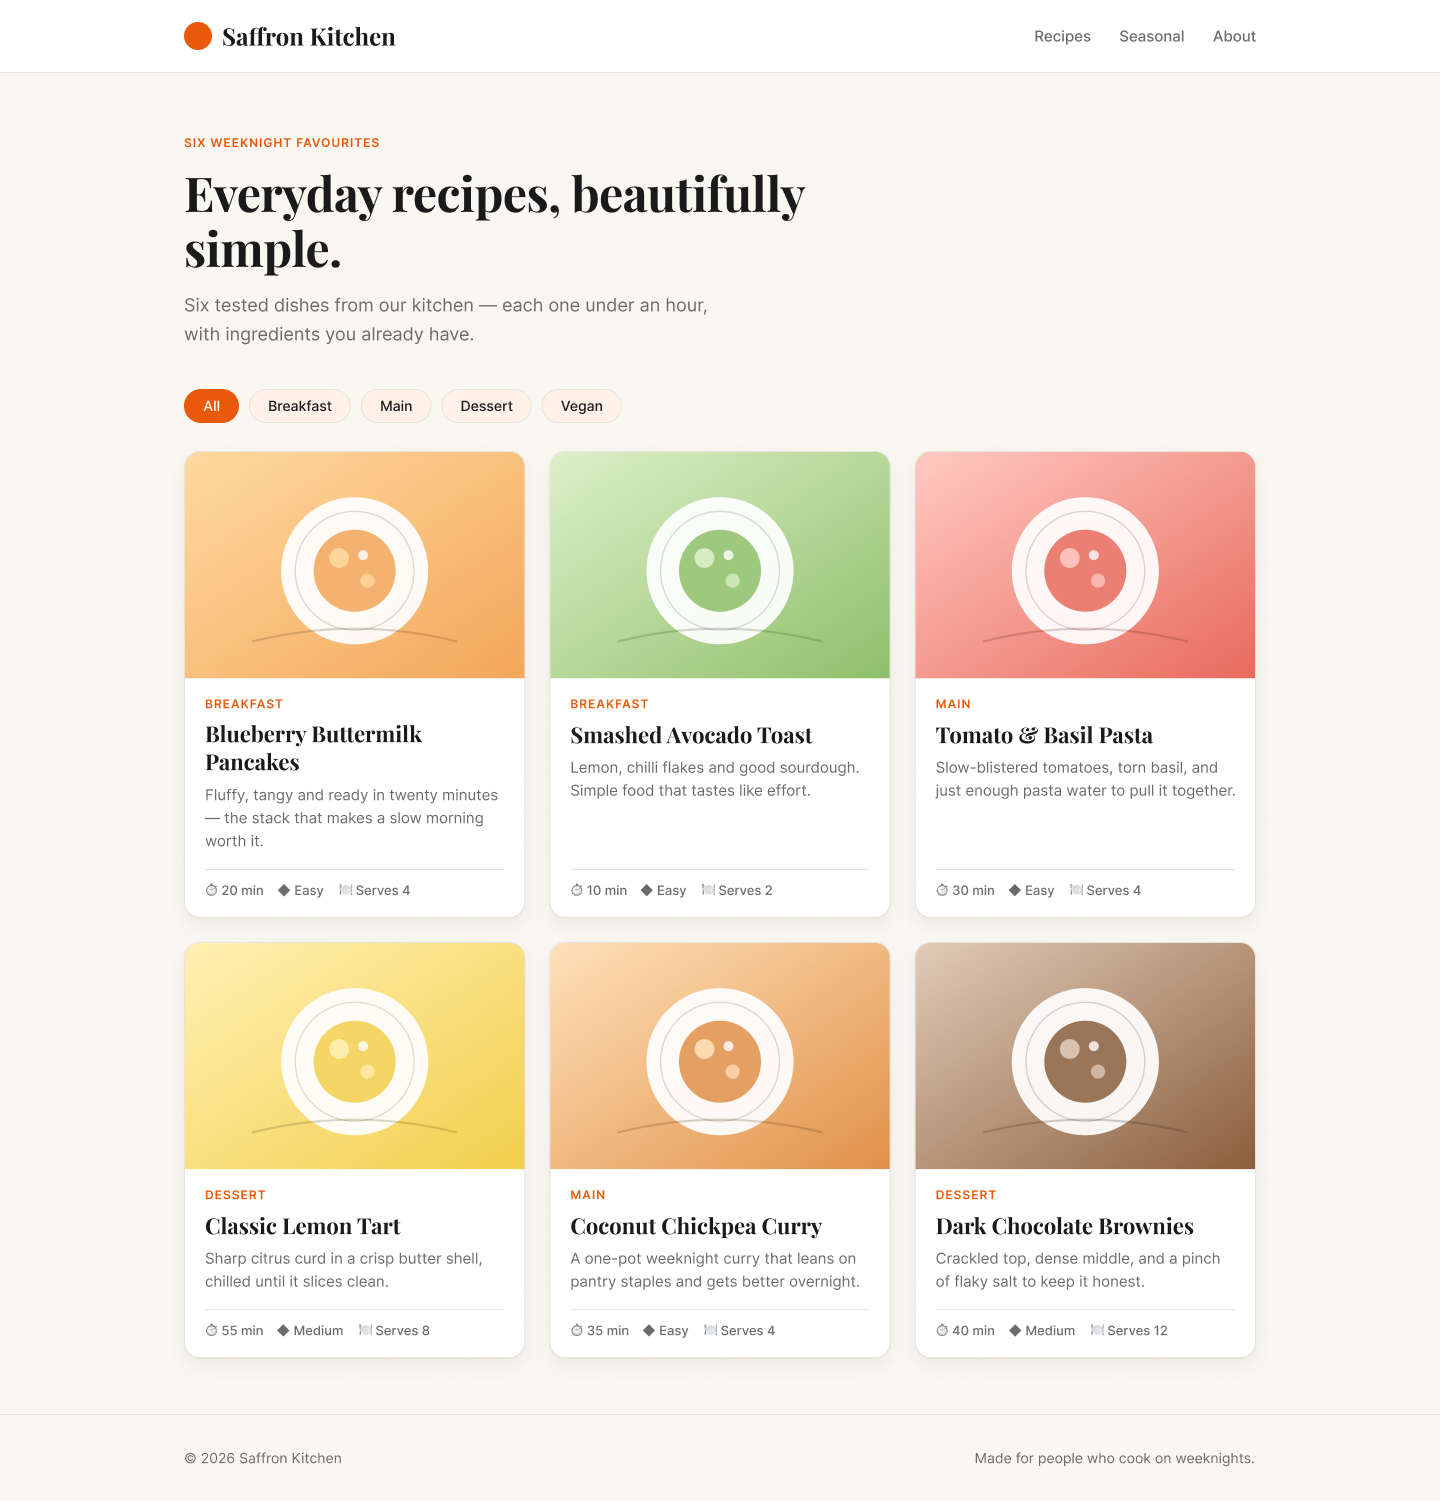 Saffron Kitchen
Recipes Seasonal About
SIX WEEKNIGHT FAVOURITES
Everyday recipes, beautifully
simple.
Six tested dishes from our kitchen — each one under an hour,
with ingredients you already have.
All Breakfast Main Dessert Vegan
BREAKFAST
Blueberry Buttermilk
Pancakes
Fluffy, tangy and ready in twenty minutes
— the stack that makes a slow morning
worth it.
⏱ 20 min ◆ Easy 🍽 Serves 4
BREAKFAST
Smashed Avocado Toast
Lemon, chilli flakes and good sourdough.
Simple food that tastes like effort.
⏱ 10 min ◆ Easy 🍽 Serves 2
MAIN
Tomato & Basil Pasta
Slow-blistered tomatoes, torn basil, and
just enough pasta water to pull it together.
⏱ 30 min ◆ Easy 🍽 Serves 4
DESSERT
Classic Lemon Tart
Sharp citrus curd in a crisp butter shell,
chilled until it slices clean.
⏱ 55 min ◆ Medium 🍽 Serves 8
MAIN
Coconut Chickpea Curry
A one-pot weeknight curry that leans on
pantry staples and gets better overnight.
⏱ 35 min ◆ Easy 🍽 Serves 4
DESSERT
Dark Chocolate Brownies
Crackled top, dense middle, and a pinch
of flaky salt to keep it honest.
⏱ 40 min ◆ Medium 🍽 Serves 12
© 2026 Saffron Kitchen
Made for people who cook on weeknights.